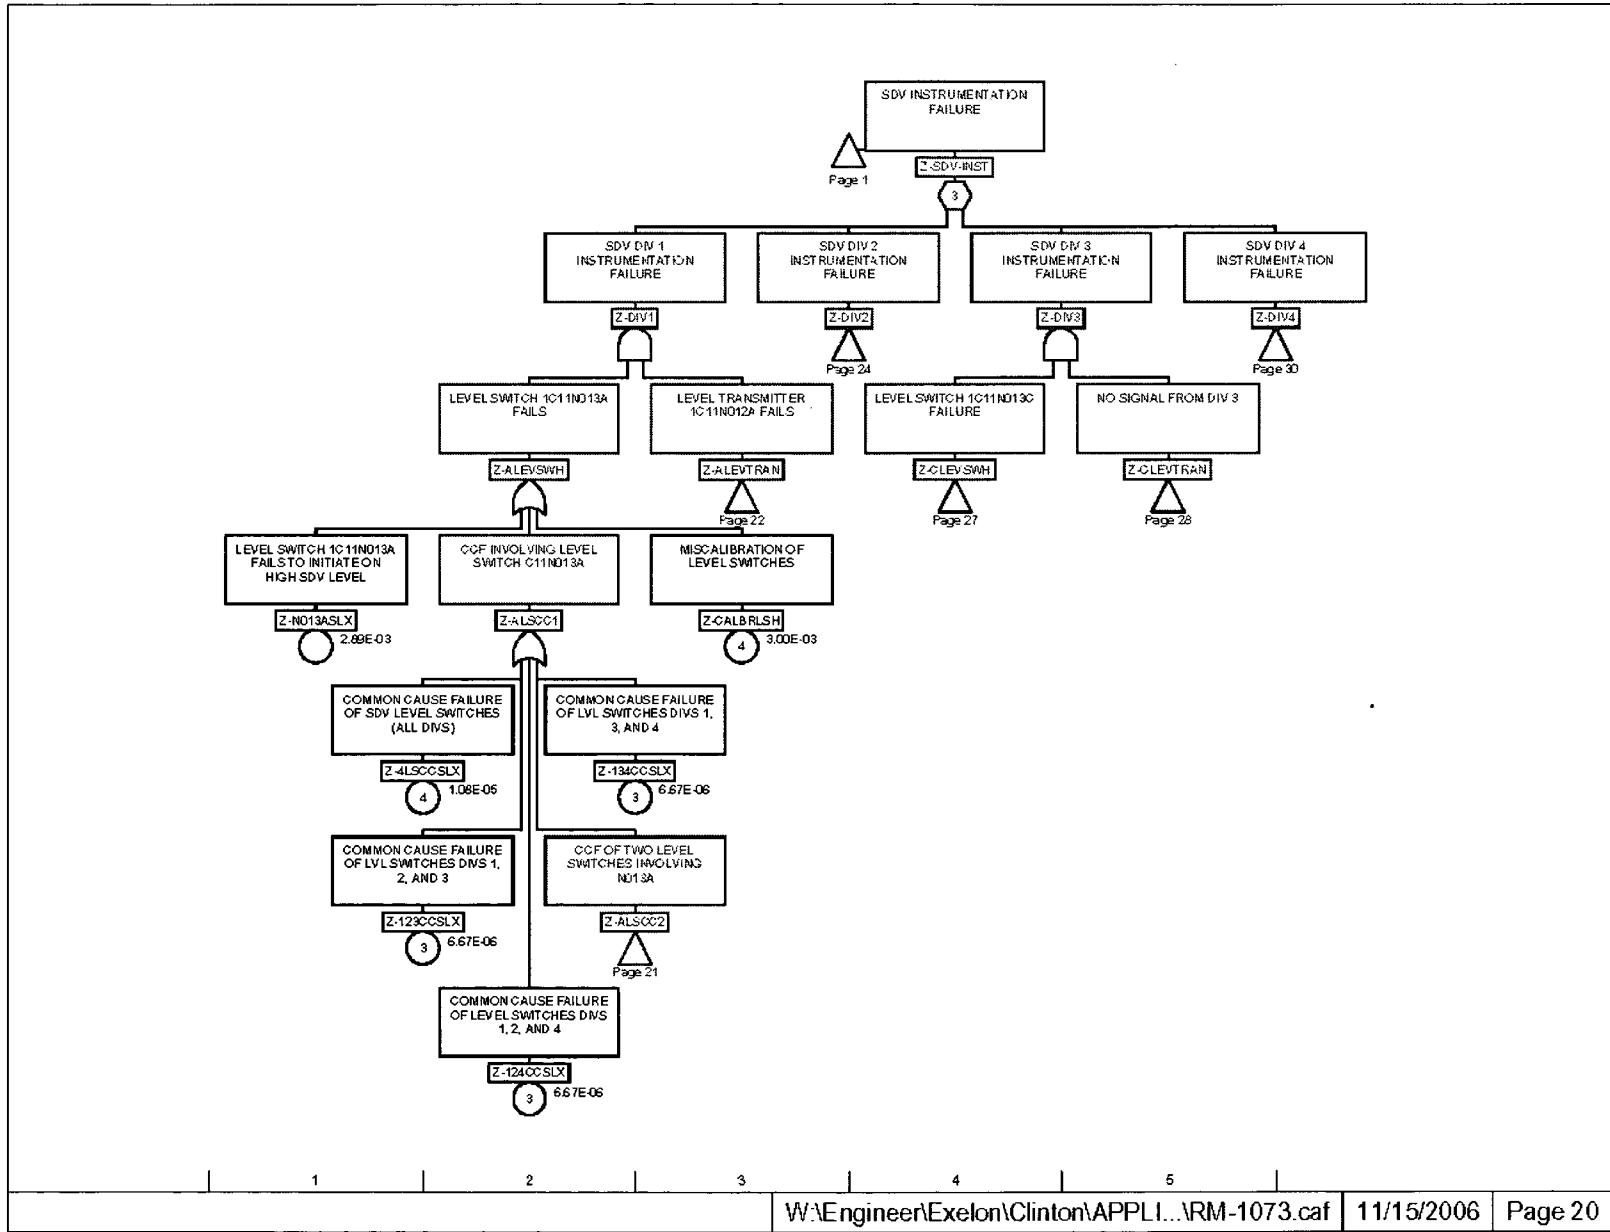 SDV INSTRUMENTATION
FAILURE
Page 1
Z-SDV-INST
3
SDV DIV 1
INSTRUMENTATION
FAILURE
Z-DIV1
SDV DIV 2
INSTRUMENTATION
FAILURE
Z-DIV2
Page 24
SDV DIV 3
INSTRUMENTATION
FAILURE
Z-DIV3
SDV DIV 4
INSTRUMENTATION
FAILURE
Z-DIV4
Page 30
LEVEL SWITCH 1C11N013A
FAILS
Z-ALEVSWH
LEVEL TRANSMITTER
1C11N012A FAILS
Z-ALEVTRAN
Page 22
LEVEL SWITCH 1C11N013C
FAILURE
Z-CLEVSWH
Page 27
NO SIGNAL FROM DIV 3
Z-CLEVTRAN
Page 28
LEVEL SWITCH 1C11N013A
FAILS TO INITIATE ON
HIGH SDV LEVEL
Z-N013ASLX
2.89E-03
CCF INVOLVING LEVEL
SWITCH C11N013A
Z-ALSCC1
MISCALIBRATION OF
LEVEL SWITCHES
Z-CALBRLSH
4
3.00E-03
COMMON CAUSE FAILURE
OF SDV LEVEL SWITCHES
(ALL DIVS)
Z-4LSCCSLX
4
1.08E-05
COMMON CAUSE FAILURE
OF LVL SWITCHES DIVS 1,
3, AND 4
Z-134CCSLX
3
6.67E-06
COMMON CAUSE FAILURE
OF LVL SWITCHES DIVS 1,
2, AND 3
Z-123CCSLX
3
6.67E-06
CCF OF TWO LEVEL
SWITCHES INVOLVING
N013A
Z-ALSCC2
Page 21
COMMON CAUSE FAILURE
OF LEVEL SWITCHES DIVS
1, 2, AND 4
Z-124CCSLX
3
6.67E-06
1 2 3 4 5
W:\Engineer\Exelon\Clinton\APPLI...\RM-1073.caf 11/15/2006 Page 20